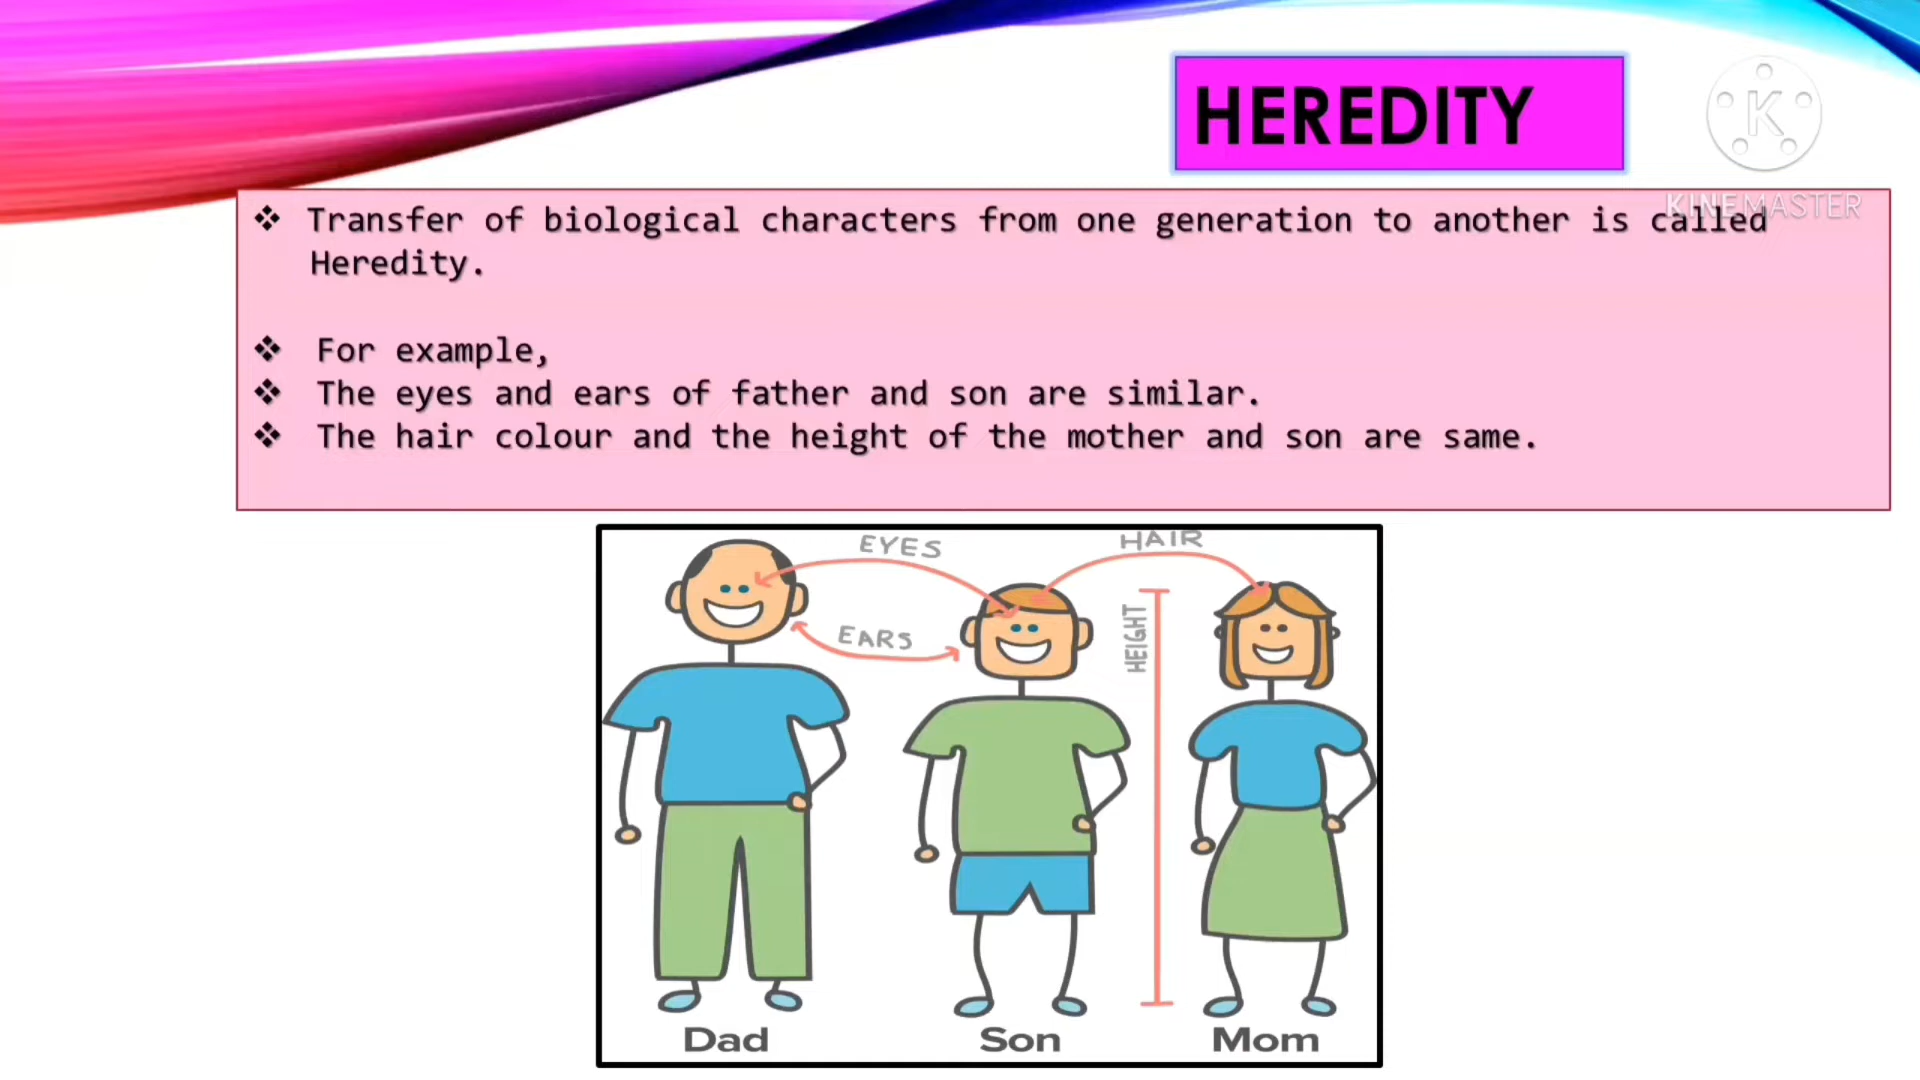 HEREDITY
K
KINEMASTER
❖ Transfer of biological characters from one generation to another is called
Heredity.
❖ For example,
❖ The eyes and ears of father and son are similar.
❖ The hair colour and the height of the mother and son are same.
EYES
HAIR
EARS
HEIGHT
Dad
Son
Mom